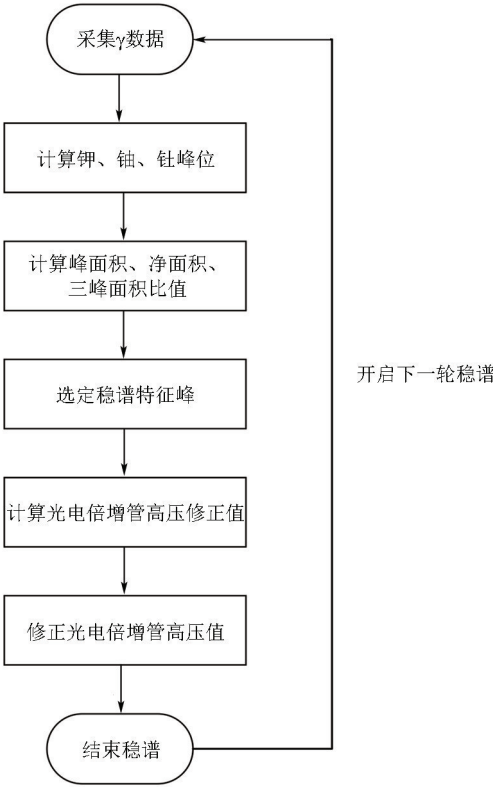 采集γ数据
计算钾、铀、钍峰位
计算峰面积、净面积、
三峰面积比值
选定稳谱特征峰
计算光电倍增管高压修正值
修正光电倍增管高压值
结束稳谱
开启下一轮稳谱